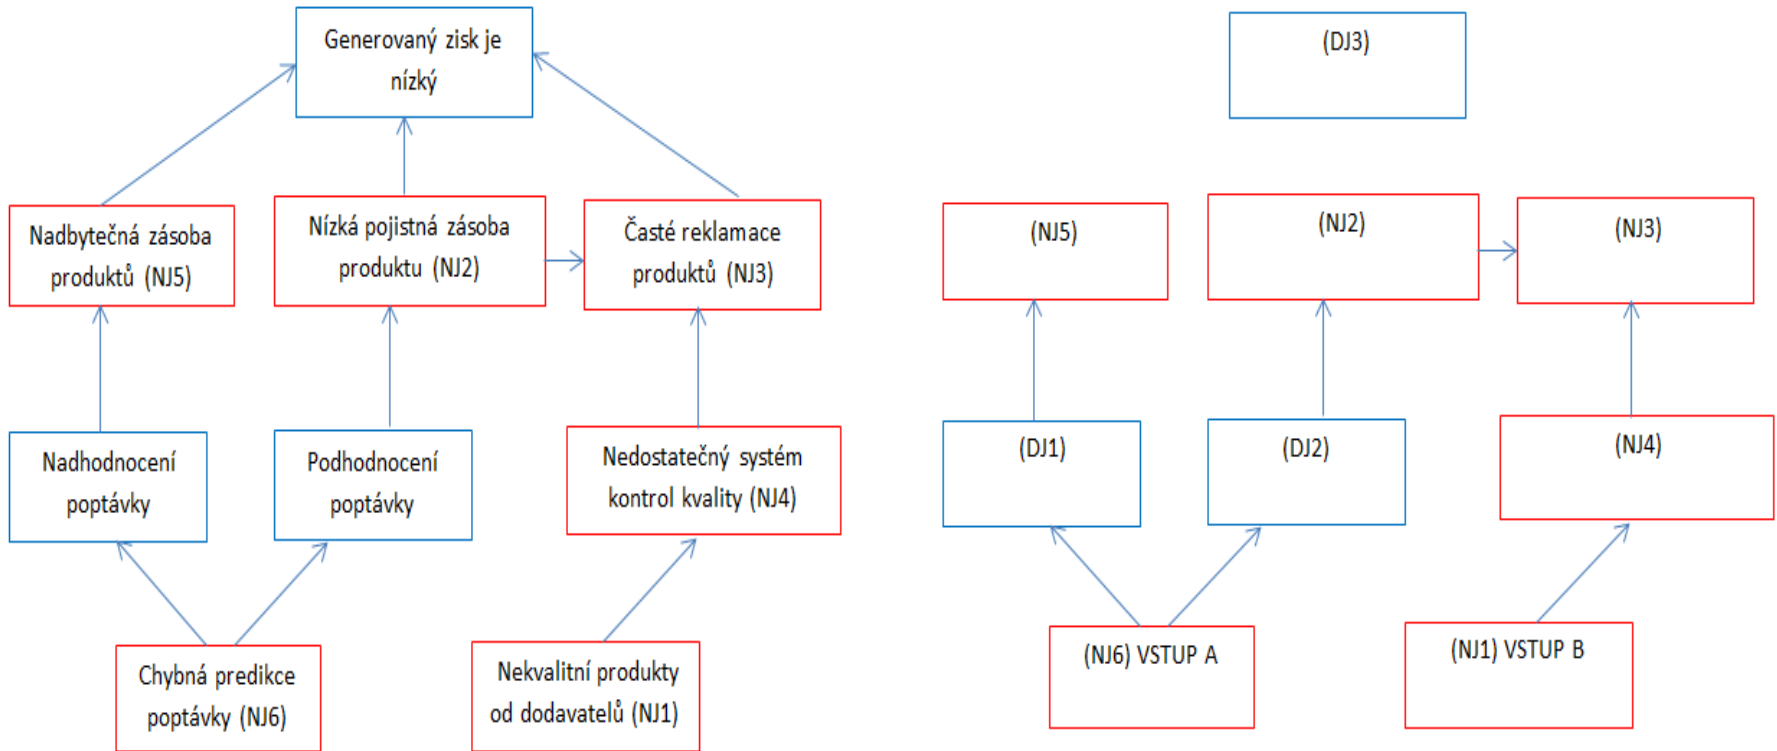 Generovaný zisk je
nízký
Nadbytečná zásoba
produktů (NJ5)
Nízká pojistná zásoba
produktu (NJ2)
Časté reklamace
produktů (NJ3)
Nadhodnocení
poptávky
Podhodnocení
poptávky
Nedostatečný systém
kontrol kvality (NJ4)
Chybná predikce
poptávky (NJ6)
Nekvalitní produkty
od dodavatelů (NJ1)
(DJ3)
(NJ5)
(NJ2)
(NJ3)
(DJ1)
(DJ2)
(NJ4)
(NJ6) VSTUP A
(NJ1) VSTUP B